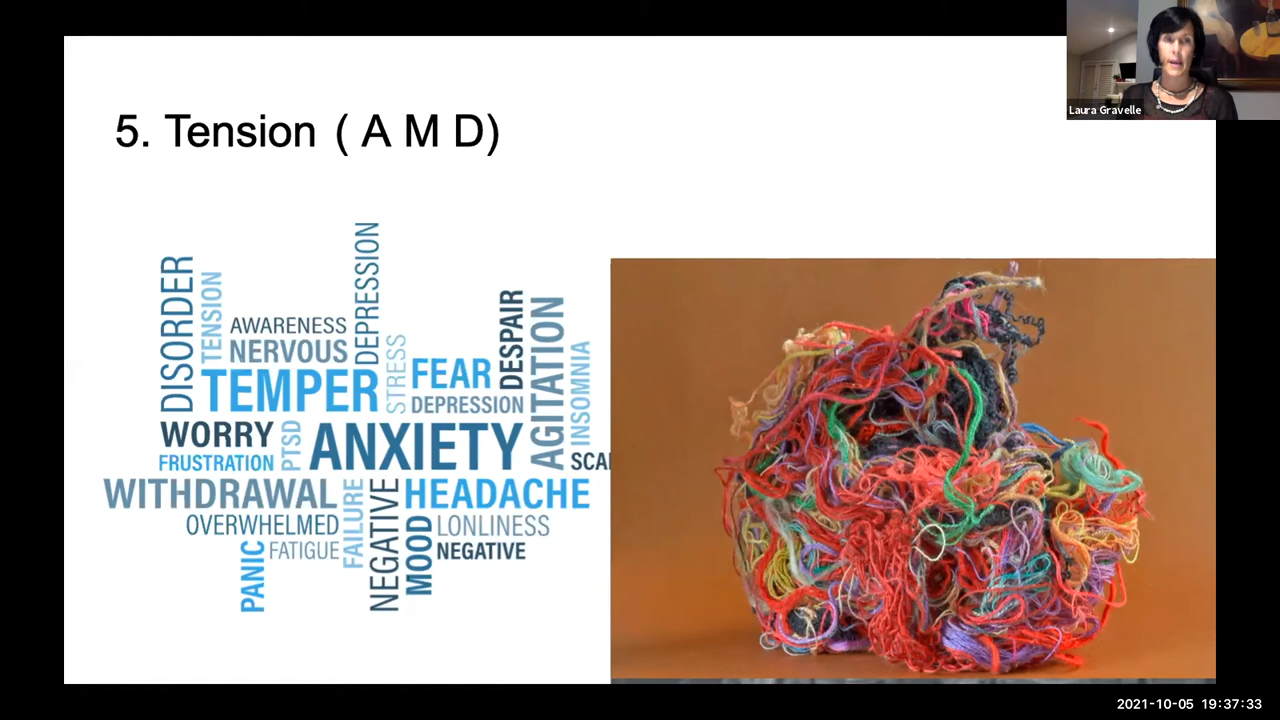 Laura Gravelle
5. Tension ( A M D)
DISORDER
TENSION
DEPRESSION
AWARENESS
NERVOUS
TEMPER
STRESS
FEAR
DESPAIR
DEPRESSION
AGITATION
INSOMNIA
WORRY
PTSD
ANXIETY
FRUSTRATION
WITHDRAWAL
HEADACHE
OVERWHELMED
FAILURE
NEGATIVE
MOOD
LONLINESS
PANIC
FATIGUE
NEGATIVE
2021-10-05 19:37:33